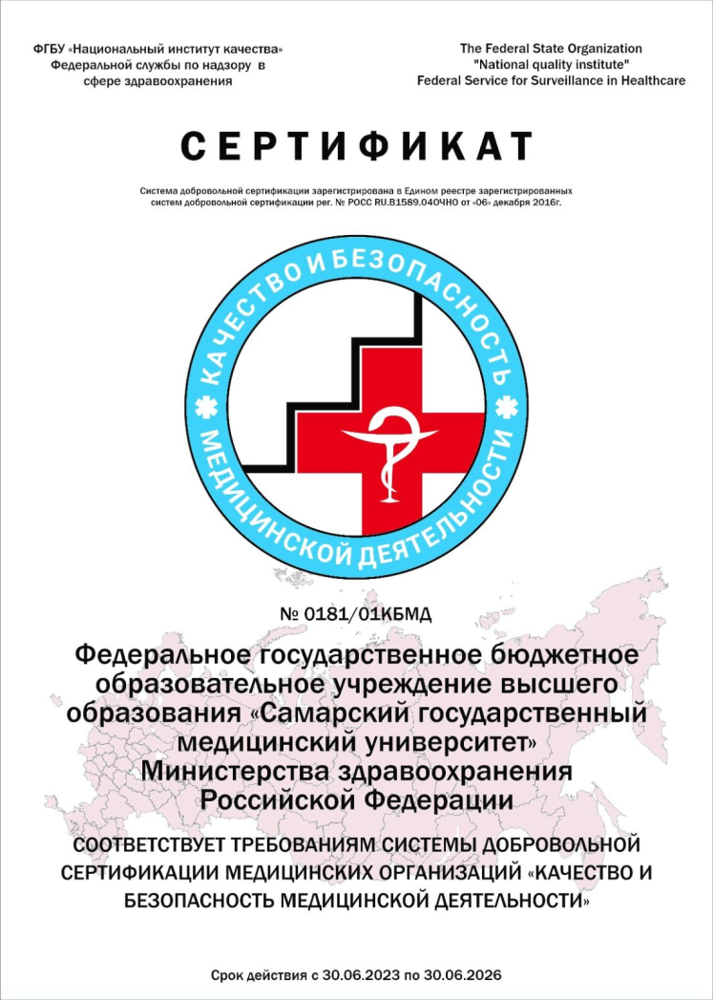 ФГБУ «Национальный институт качества»
Федеральной службы по надзору в
сфере здравоохранения
The Federal State Organization
"National quality institute"
Federal Service for Surveillance in Healthcare
СЕРТИФИКАТ
Система добровольной сертификации зарегистрирована в Едином реестре зарегистрированных
систем добровольной сертификации рег. № РОСС RU.В1589.04ОЧНО от «06» декабря 2016г.
КАЧЕСТВО И БЕЗОПАСНОСТЬ
МЕДИЦИНСКОЙ ДЕЯТЕЛЬНОСТИ
№ 0181/01КБМД
Федеральное государственное бюджетное
образовательное учреждение высшего
образования «Самарский государственный
медицинский университет»
Министерства здравоохранения
Российской Федерации
СООТВЕТСТВУЕТ ТРЕБОВАНИЯМ СИСТЕМЫ ДОБРОВОЛЬНОЙ
СЕРТИФИКАЦИИ МЕДИЦИНСКИХ ОРГАНИЗАЦИЙ «КАЧЕСТВО И
БЕЗОПАСНОСТЬ МЕДИЦИНСКОЙ ДЕЯТЕЛЬНОСТИ»
Срок действия с 30.06.2023 по 30.06.2026